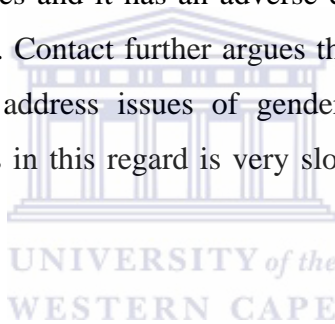 es and it has an adverse
. Contact further argues th
address issues of gender
s in this regard is very slo
UNIVERSITY of the
WESTERN CAPE